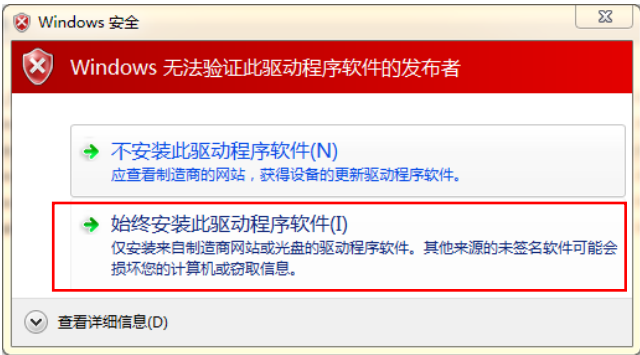 Windows 安全
Windows 无法验证此驱动程序软件的发布者
不安装此驱动程序软件(N)
应查看制造商的网站，获得设备的更新驱动程序软件。
始终安装此驱动程序软件(I)
仅安装来自制造商网站或光盘的驱动程序软件。其他来源的未签名软件可能会
损坏您的计算机或窃取信息。
查看详细信息(D)